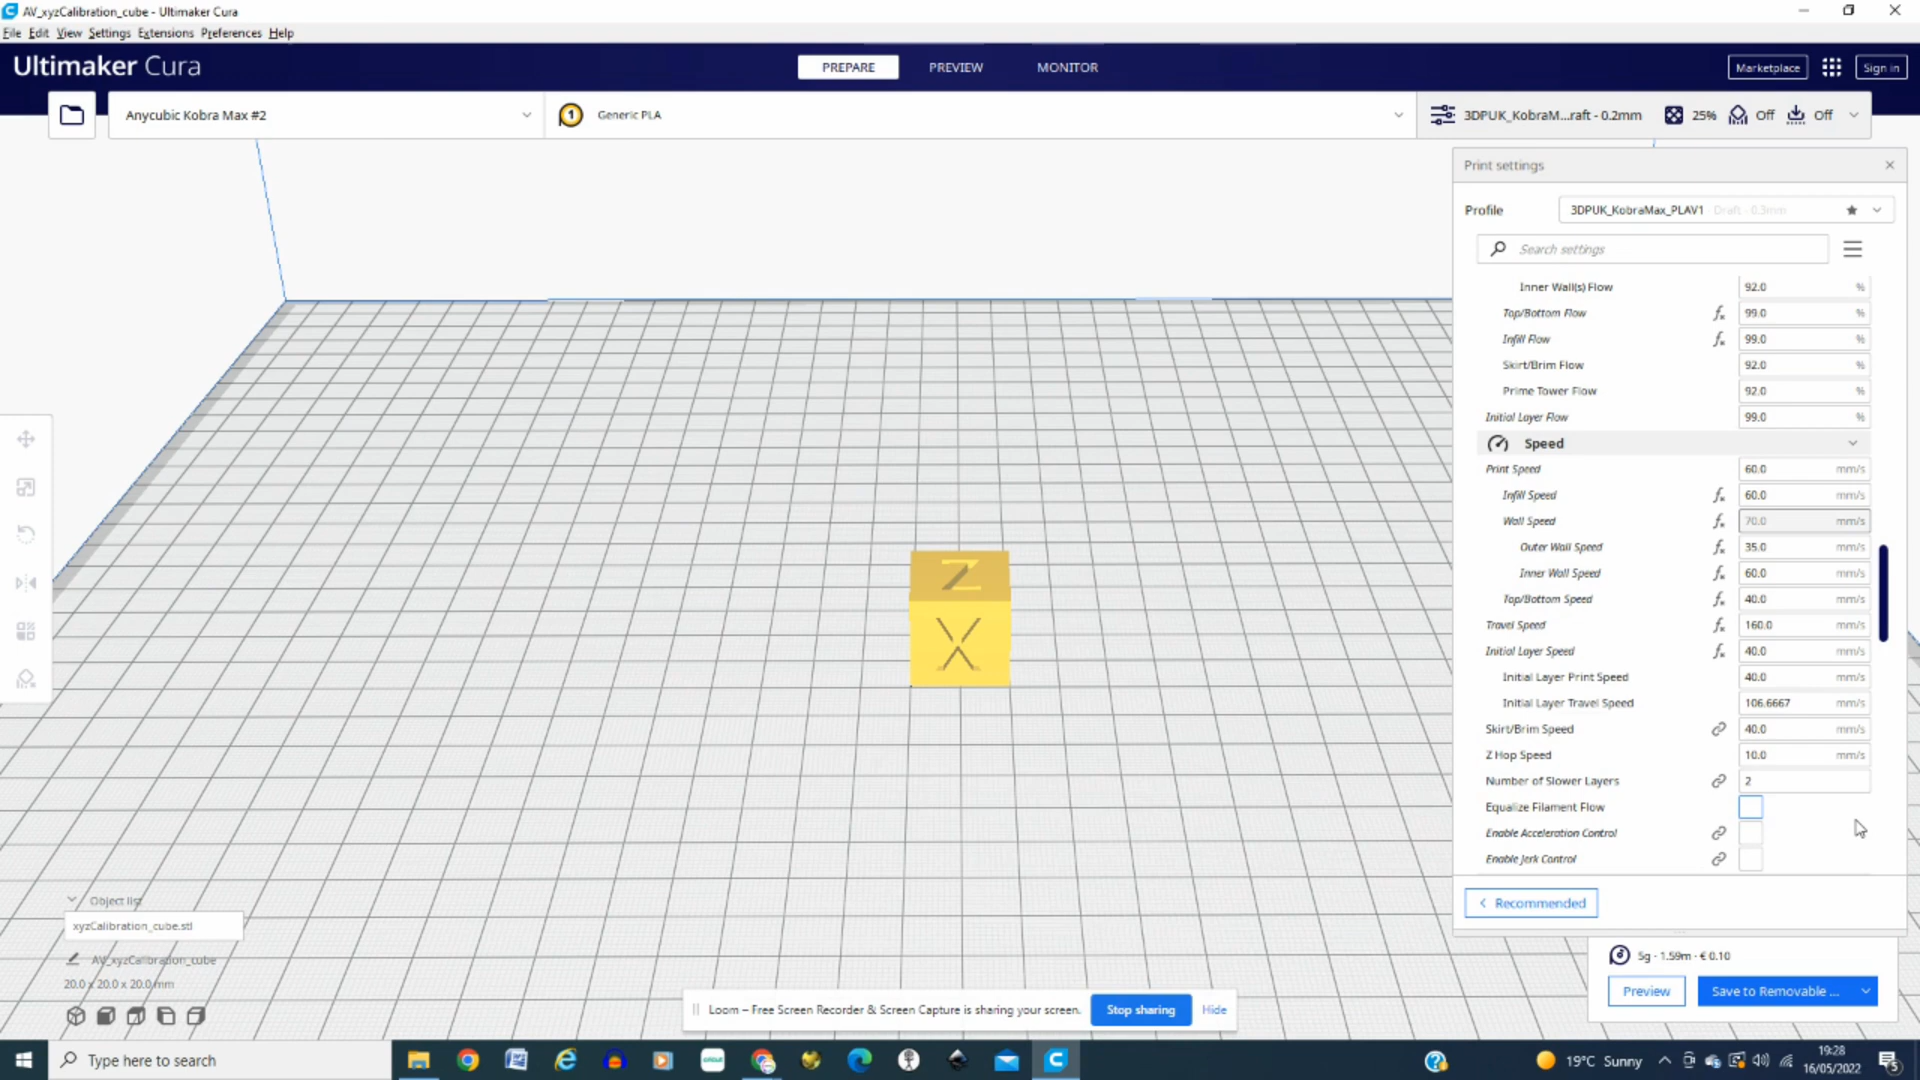 AV_xyzCalibration_cube - Ultimaker Cura
File Edit View Settings Extensions Preferences Help
Ultimaker Cura
PREPARE PREVIEW MONITOR
Marketplace Sign in
Anycubic Kobra Max #2
1 Generic PLA
3DPUK_KobraM...raft - 0.2mm 25% Off Off
Print settings
Profile 3DPUK_KobraMax_PLAV1 Draft - 0.3mm
Search settings
Inner Wall(s) Flow 92.0 %
Top/Bottom Flow 99.0 %
Infill Flow 99.0 %
Skirt/Brim Flow 92.0 %
Prime Tower Flow 92.0 %
Initial Layer Flow 99.0 %
Speed
Print Speed 60.0 mm/s
Infill Speed 60.0 mm/s
Wall Speed 70.0 mm/s
Outer Wall Speed 35.0 mm/s
Inner Wall Speed 60.0 mm/s
Top/Bottom Speed 40.0 mm/s
Travel Speed 160.0 mm/s
Initial Layer Speed 40.0 mm/s
Initial Layer Print Speed 40.0 mm/s
Initial Layer Travel Speed 106.6667 mm/s
Skirt/Brim Speed 40.0 mm/s
Z Hop Speed 10.0 mm/s
Number of Slower Layers 2
Equalize Filament Flow
Enable Acceleration Control
Enable Jerk Control
Recommended
Z
X
Object list
xyzCalibration_cube.stl
AV_xyzCalibration_cube
20.0 x 20.0 x 20.0 mm
5g · 1.59m · € 0.10
Preview Save to Removable ...
Loom – Free Screen Recorder & Screen Capture is sharing your screen. Stop sharing Hide
Type here to search
19°C Sunny
19:28
16/05/2022
5